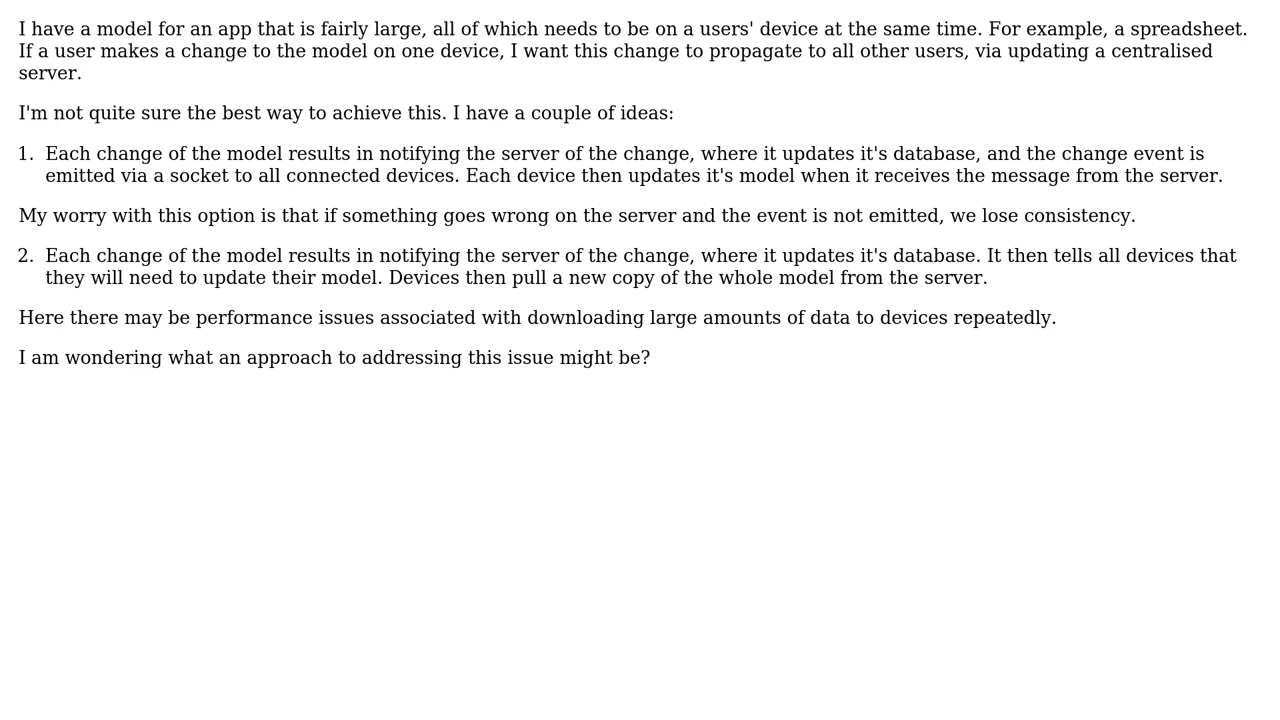 I have a model for an app that is fairly large, all of which needs to be on a users' device at the same time. For example, a spreadsheet.
If a user makes a change to the model on one device, I want this change to propagate to all other users, via updating a centralised
server.
I'm not quite sure the best way to achieve this. I have a couple of ideas:
1. Each change of the model results in notifying the server of the change, where it updates it's database, and the change event is
emitted via a socket to all connected devices. Each device then updates it's model when it receives the message from the server.
My worry with this option is that if something goes wrong on the server and the event is not emitted, we lose consistency.
2. Each change of the model results in notifying the server of the change, where it updates it's database. It then tells all devices that
they will need to update their model. Devices then pull a new copy of the whole model from the server.
Here there may be performance issues associated with downloading large amounts of data to devices repeatedly.
I am wondering what an approach to addressing this issue might be?